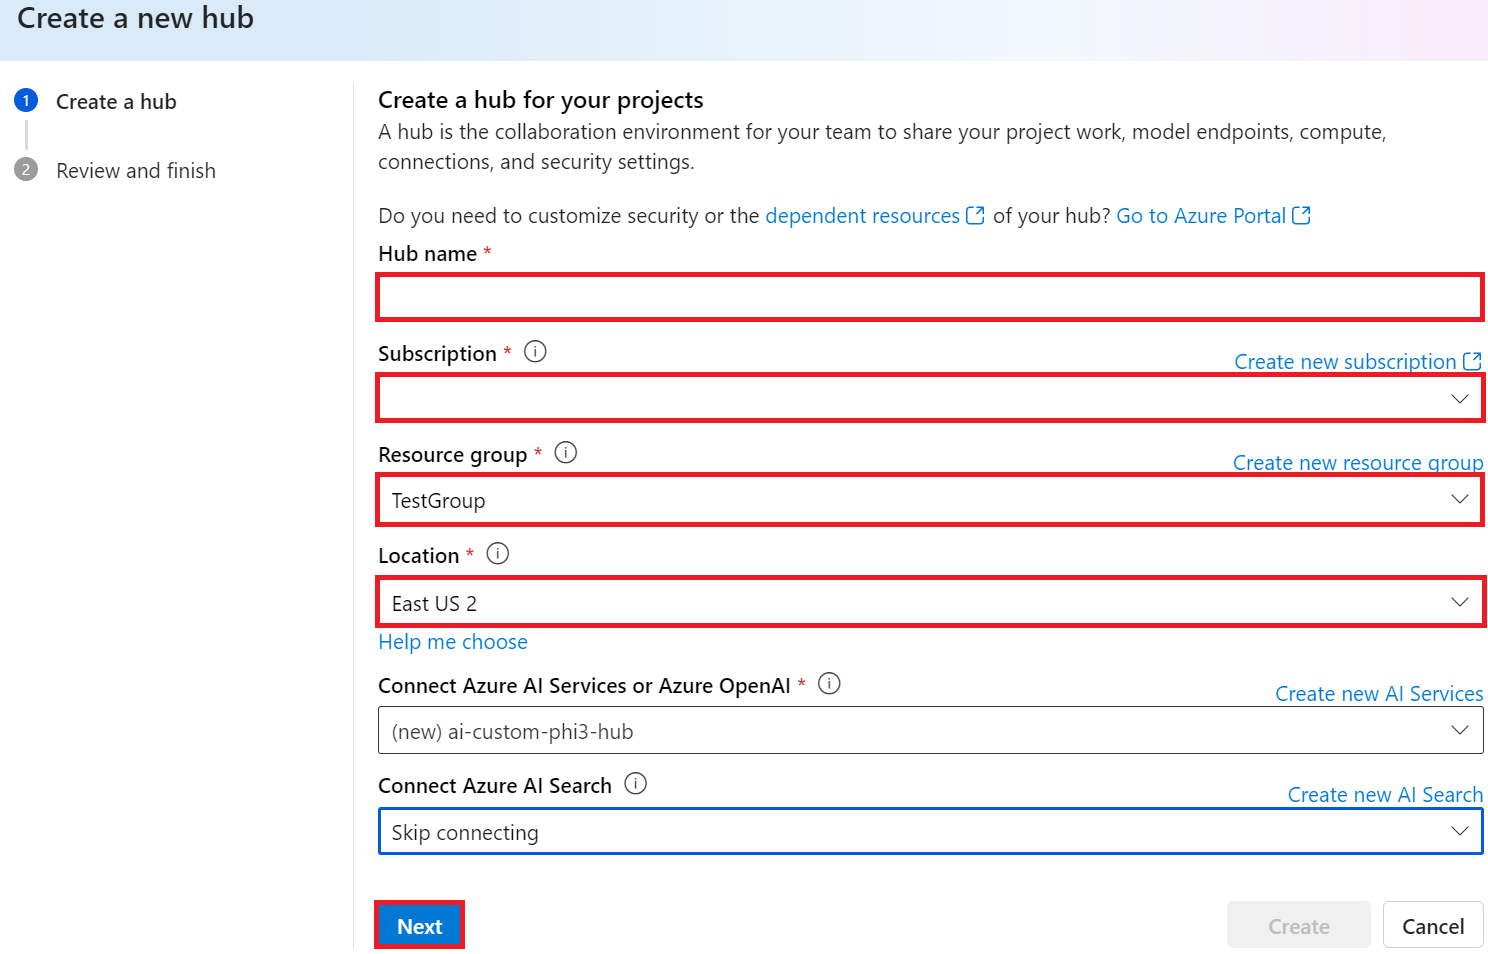 Create a new hub
1 Create a hub
2 Review and finish
Create a hub for your projects
A hub is the collaboration environment for your team to share your project work, model endpoints, compute,
connections, and security settings.
Do you need to customize security or the dependent resources of your hub? Go to Azure Portal
Hub name *
Subscription *
Create new subscription
Resource group *
Create new resource group
TestGroup
Location *
East US 2
Help me choose
Connect Azure AI Services or Azure OpenAI *
Create new AI Services
(new) ai-custom-phi3-hub
Connect Azure AI Search
Create new AI Search
Skip connecting
Next
Create
Cancel